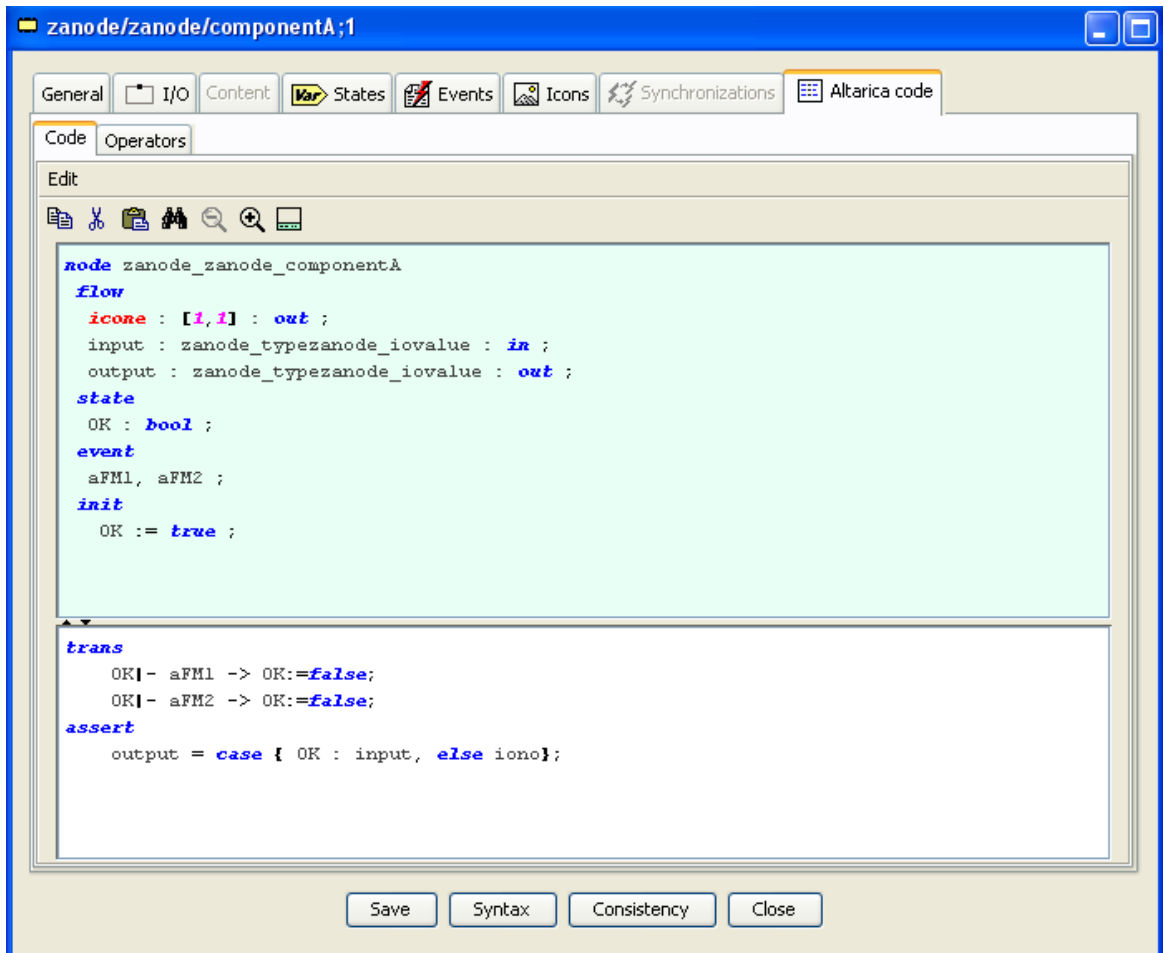 zanode/zanode/componentA;1
General I/O Content Var States Events Icons Synchronizations Altarica code
Code Operators
Edit
node zanode_zanode_componentA
flow
icone : [1,1] : out ;
input : zanode_typezanode_iovalue : in ;
output : zanode_typezanode_iovalue : out ;
state
OK : bool ;
event
aFM1, aFM2 ;
init
OK := true ;
trans
OK|- aFM1 -> OK:=false;
OK|- aFM2 -> OK:=false;
assert
output = case { OK : input, else iono};
Save Syntax Consistency Close